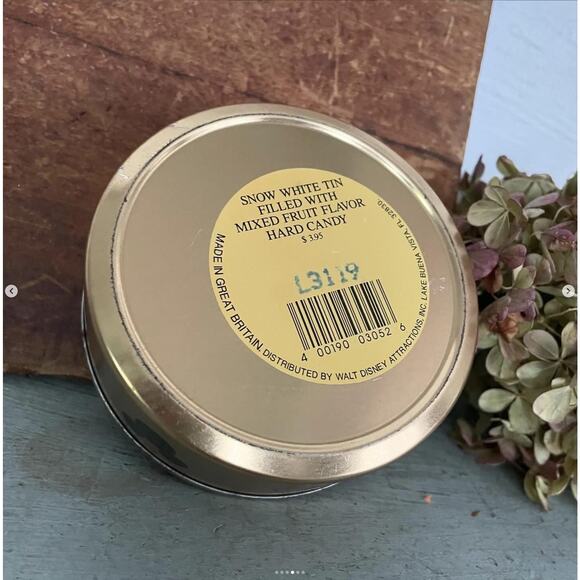 SNOW WHITE TIN
FILLED WITH
MIXED FRUIT FLAVOR
HARD CANDY
$ 3.95
L3119
4 00190 03052 6
MADE IN GREAT BRITAIN. DISTRIBUTED BY WALT DISNEY ATTRACTIONS, INC. LAKE BUENA VISTA FL 32830